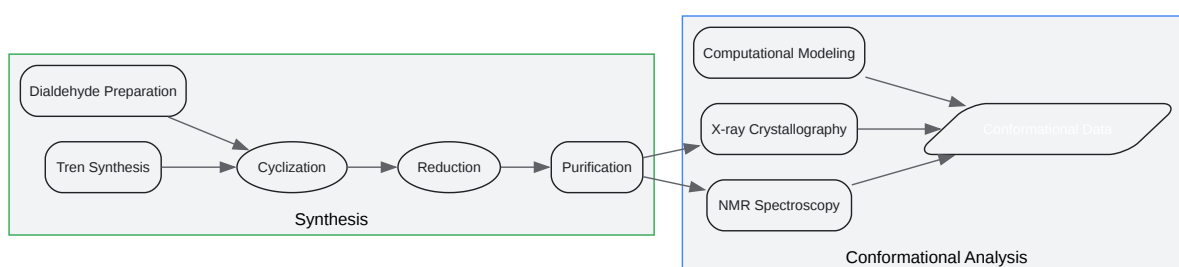 Dialdehyde Preparation
Tren Synthesis
Cyclization
Reduction
Purification
Synthesis
Computational Modeling
X-ray Crystallography
NMR Spectroscopy
Conformational Data
Conformational Analysis